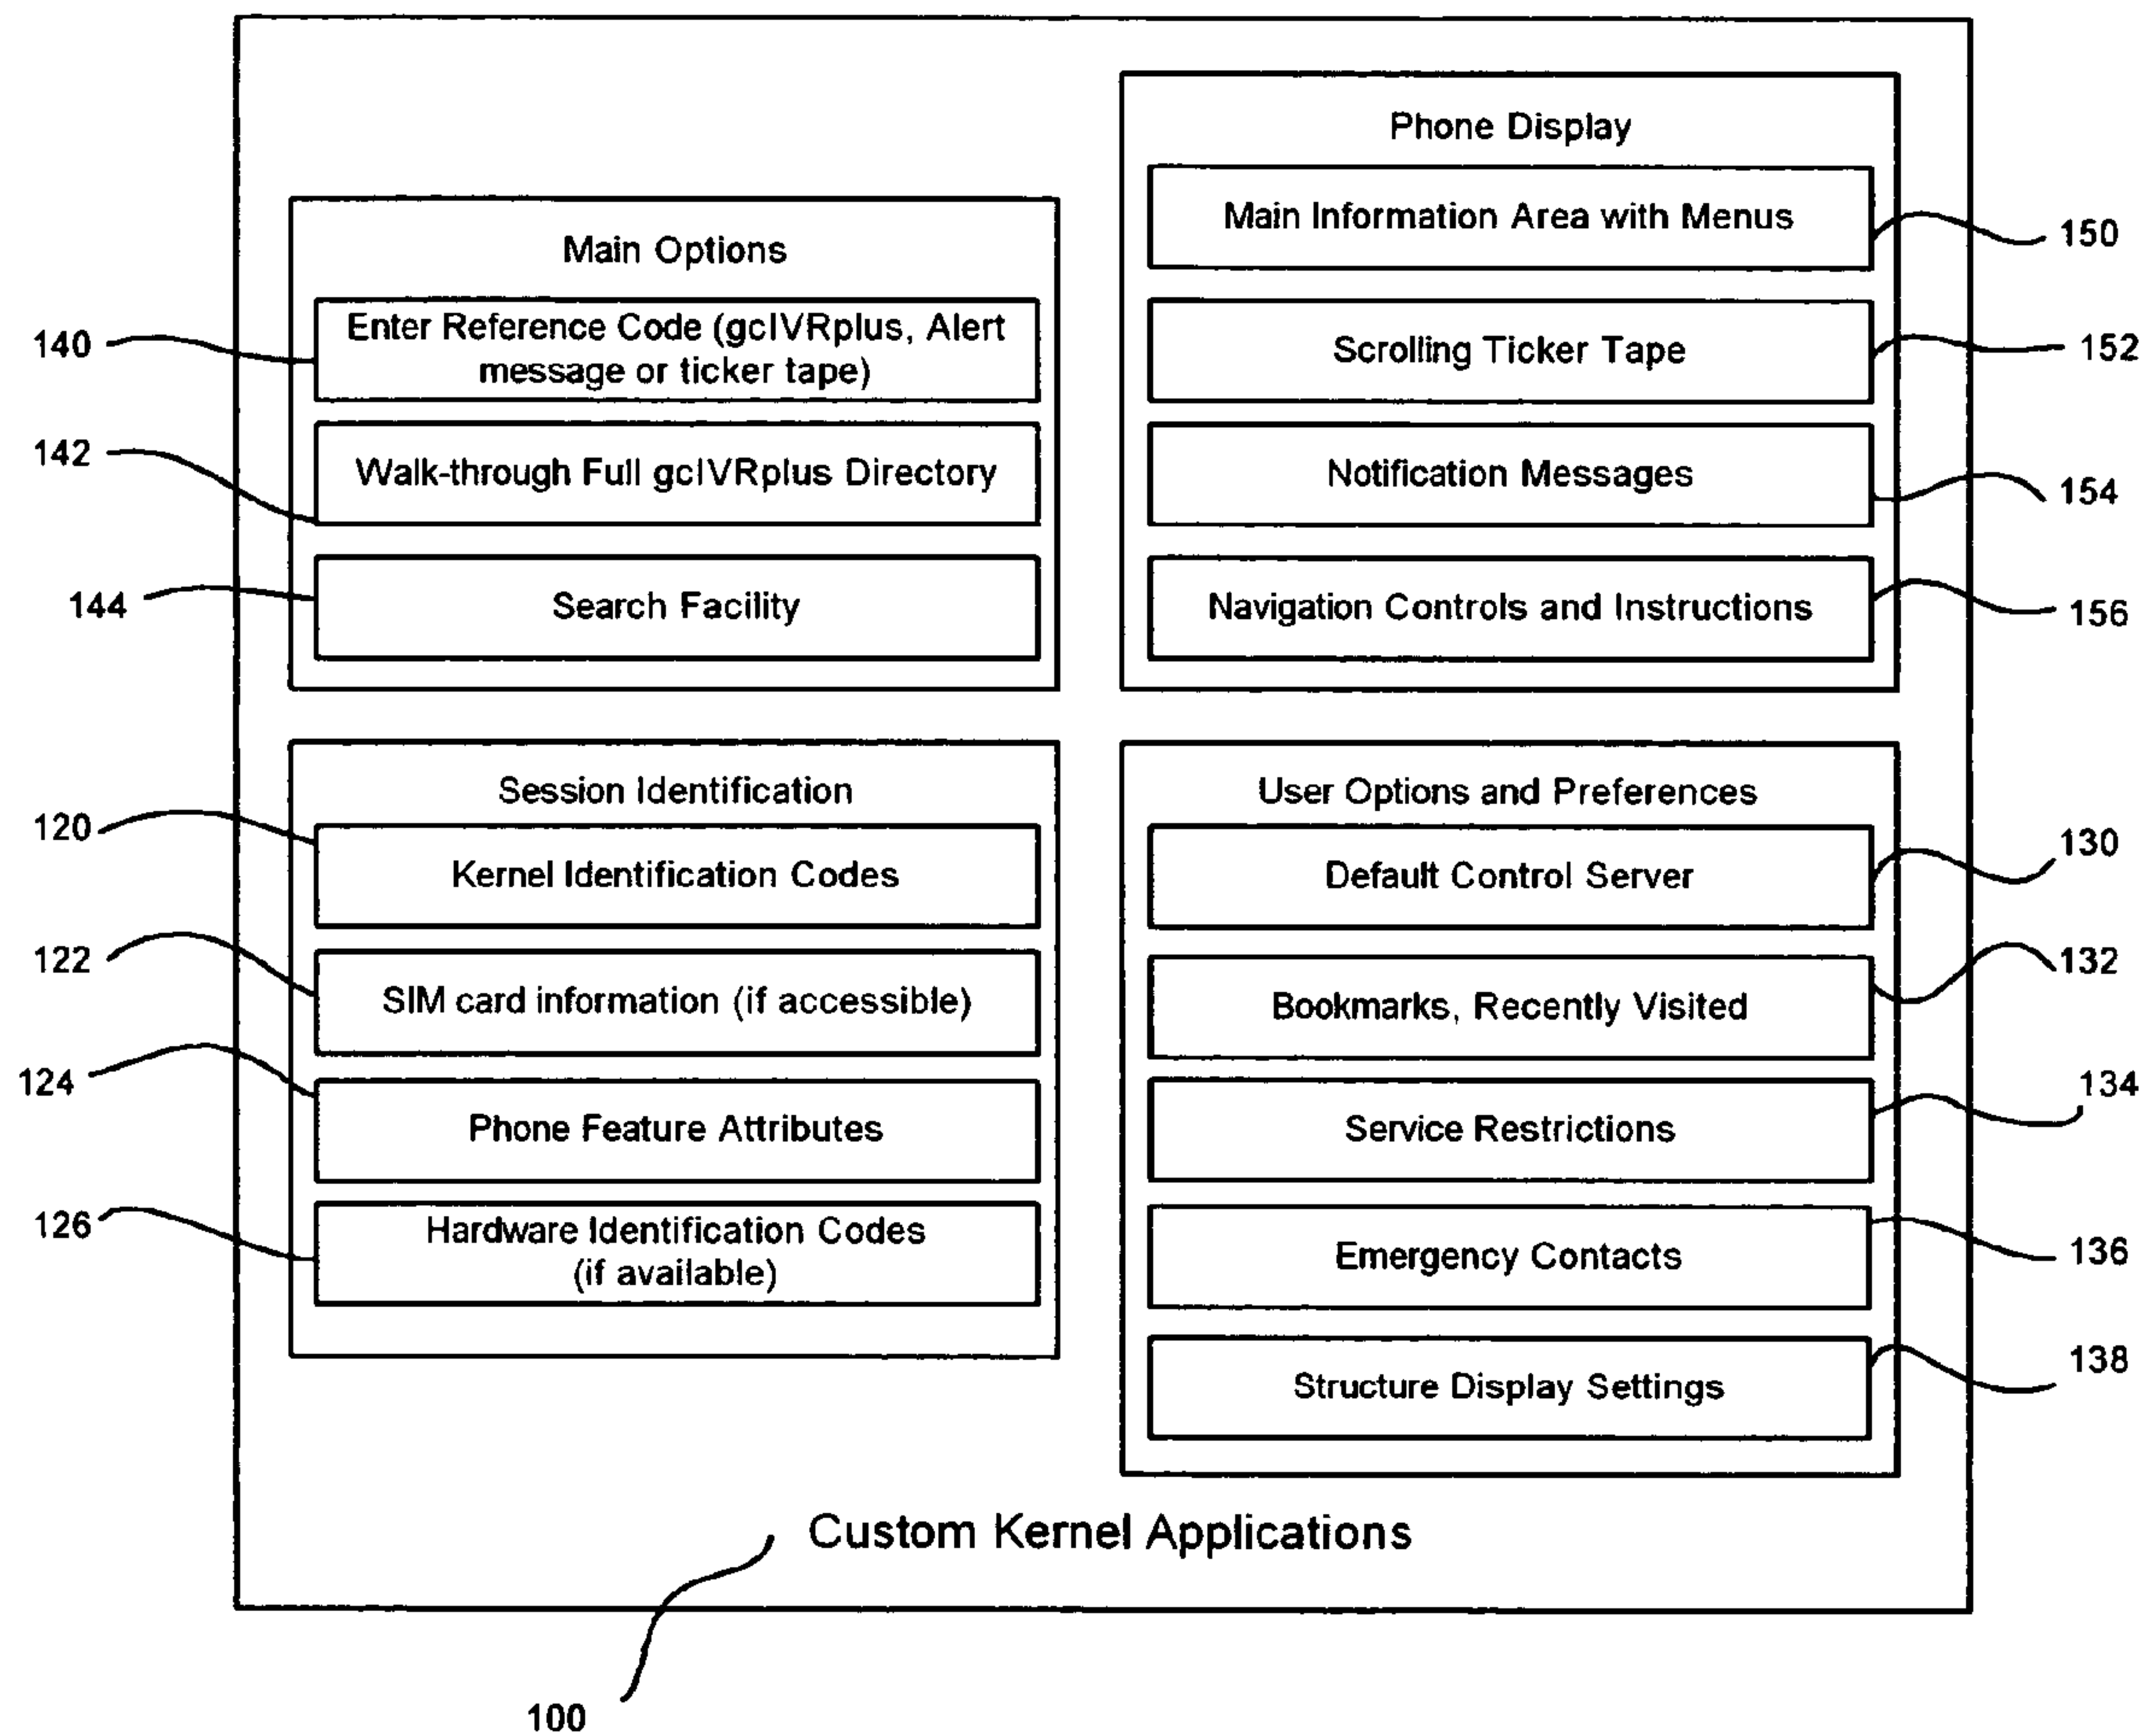 Phone Display
Main Information Area with Menus
150
Scrolling Ticker Tape
152
Notification Messages
154
Navigation Controls and Instructions
156
Main Options
140
Enter Reference Code (gcIVRplus, Alert
message or ticker tape)
142
Walk-through Full gcIVRplus Directory
144
Search Facility
Session Identification
120
Kernel Identification Codes
122
SIM card information (if accessible)
124
Phone Feature Attributes
126
Hardware Identification Codes
(if available)
User Options and Preferences
Default Control Server
130
Bookmarks, Recently Visited
132
Service Restrictions
134
Emergency Contacts
136
Structure Display Settings
138
Custom Kernel Applications
100